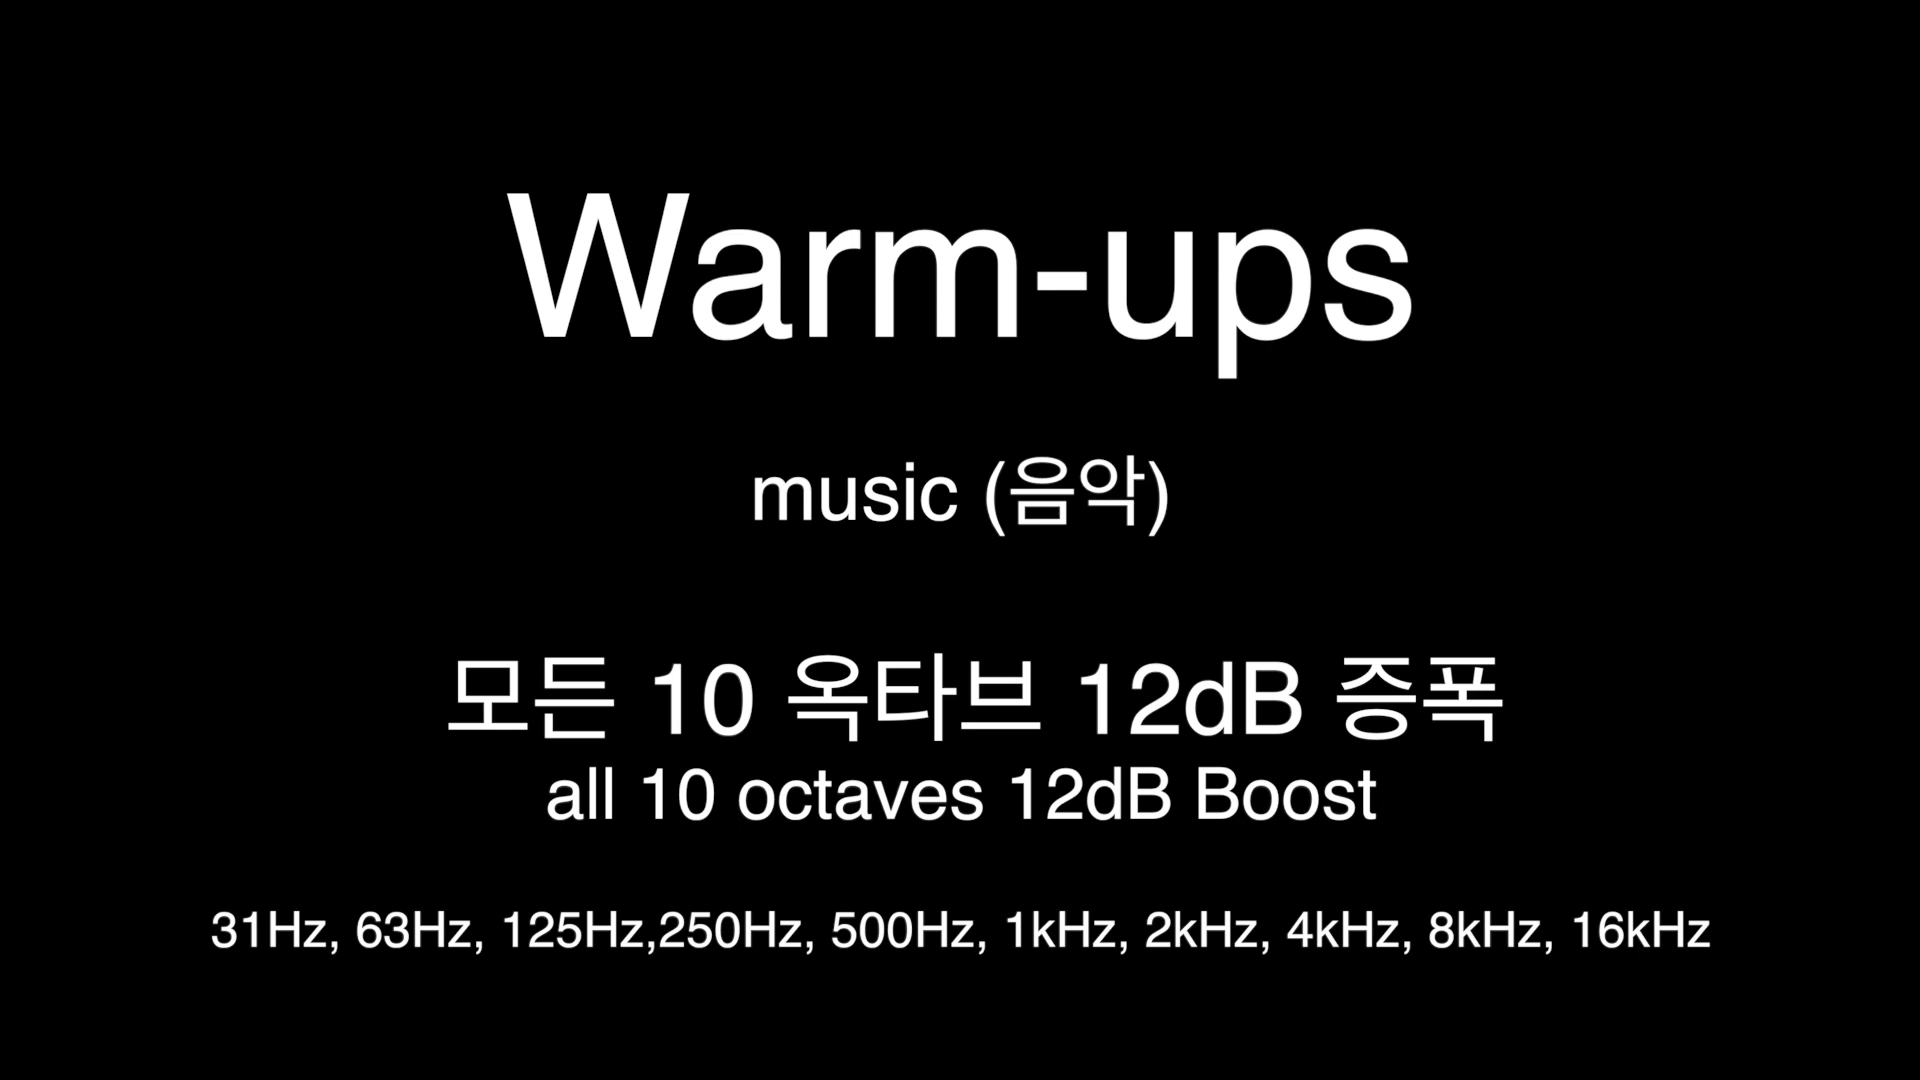 Warm-ups
music (음악)
모든 10 옥타브 12dB 증폭
all 10 octaves 12dB Boost
31Hz, 63Hz, 125Hz,250Hz, 500Hz, 1kHz, 2kHz, 4kHz, 8kHz, 16kHz